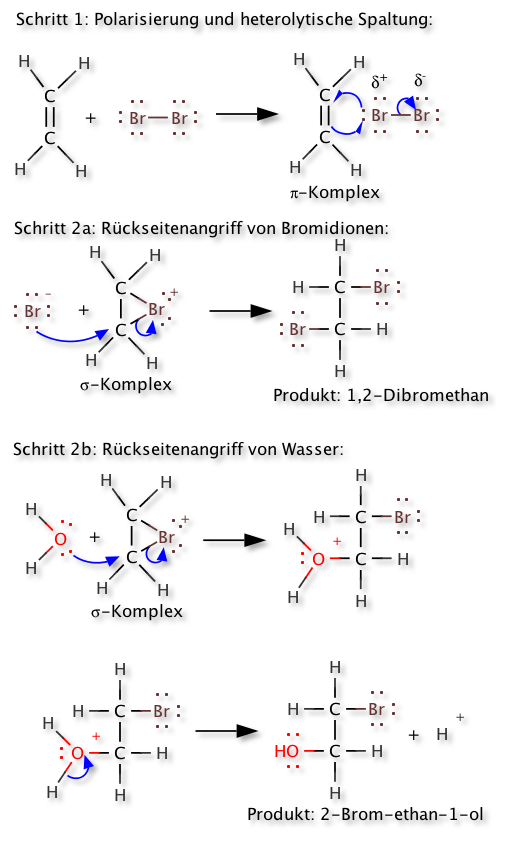 Schritt 1: Polarisierung und heterolytische Spaltung:
H H H H δ+ δ-
C C
+ Br Br Br Br
C C
H H H H
π-Komplex
Schritt 2a: Rückseitenangriff von Bromidionen:
H H H
C H C Br
Br - + Br +
C Br C H
H H H
σ-Komplex
Produkt: 1,2-Dibromethan
Schritt 2b: Rückseitenangriff von Wasser:
H H H
H C H C Br
O + Br + H +
H C O C H
H H H H
σ-Komplex
H H
H C Br H C Br
H + + H +
O C H HO C H
H H H
Produkt: 2-Brom-ethan-1-ol